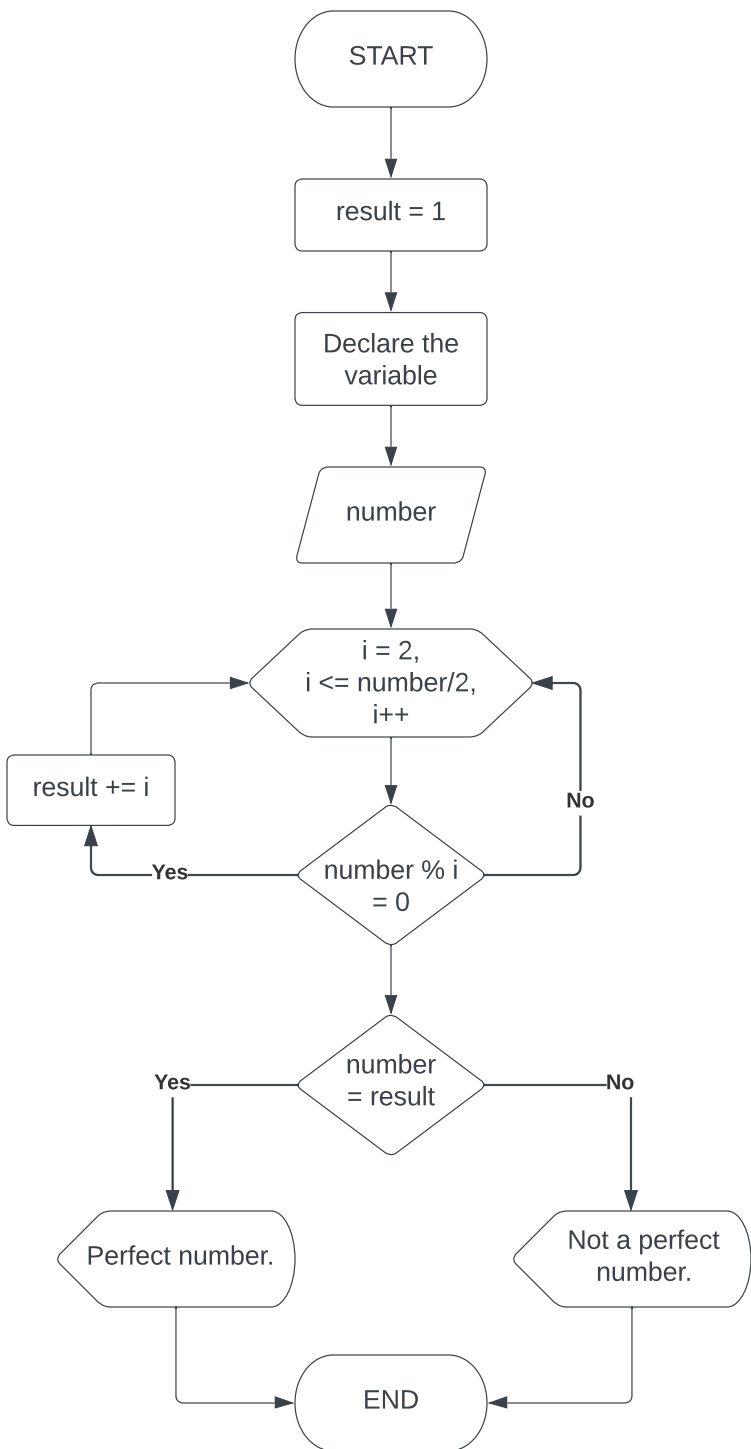 START
result = 1
Declare the
variable
number
i = 2,
i <= number/2,
i++
result += i
No
Yes
number % i
= 0
number
= result
Yes
No
Perfect number.
Not a perfect
number.
END